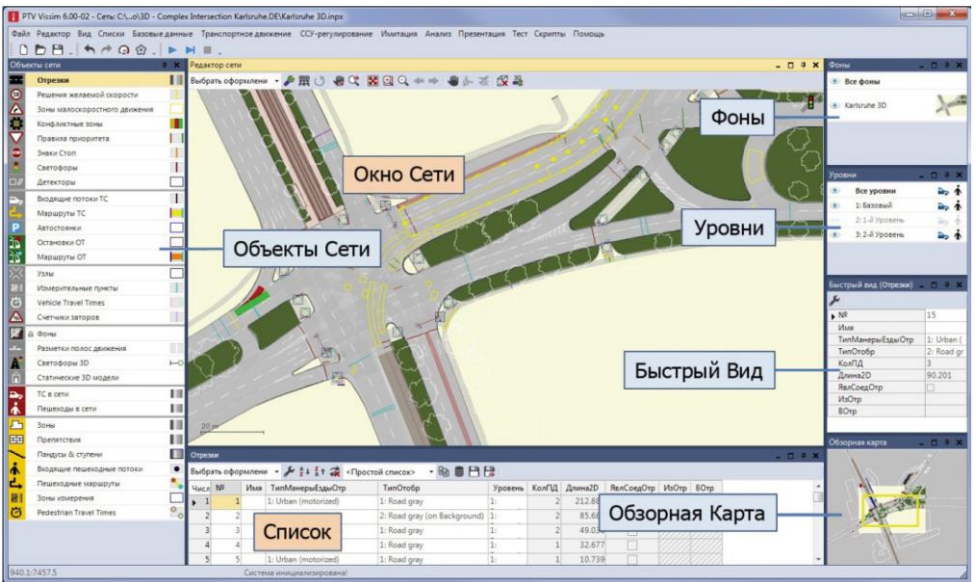 PTV Vissim 6.00-02 - Сеть: C:\...o\3D - Complex Intersection Karlsruhe.DE\Karlsruhe 3D.inpx
Файл Редактор Вид Списки Базовые данные Транспортное движение ССУ-регулирование Имитация Анализ Презентация Тест Скрипты Помощь
Объекты сети
Отрезки
Решения желаемой скорости
Зоны малоскоростного движения
Конфликтные зоны
Правила приоритета
Знаки Стоп
Светофоры
Детекторы
Входящие потоки ТС
Маршруты ТС
Автостоянки
Остановки ОТ
Маршруты ОТ
Узлы
Измерительные пункты
Vehicle Travel Times
Счетчики заторов
Фоны
Разметки полос движения
Светофоры 3D
Статические 3D модели
ТС в сети
Пешеходы в сети
Зоны
Препятствия
Пандусы & ступени
Входящие пешеходные потоки
Пешеходные маршруты
Зоны измерения
Pedestrian Travel Times
Объекты Сети
Редактор сети
Выбрать оформлени
Окно Сети
20 m
Фоны
Уровни
Быстрый Вид
Обзорная Карта
Список
Отрезки
Выбрать оформлени <Простой список>
Числ № Имя ТипМанерыЕздыОтр ТипОтобр Уровень КолПД Длина2D ЯвлСоедОтр ИзОтр ВОтр
1 1 1: Urban (motorized) 1: Road gray 1: 2 212.88
2 2 2: Road gray (on Background) 1: 2 85.68
3 3 1: Road gray 1: 2 49.03
4 4 1: Road gray 1: 1 32.677
5 5 1: Urban (motorized) 1: Road gray 1: 1 10.739
Фоны
Все фоны
Karlsruhe 3D
Уровни
Все уровни
1: Базовый
2: 1-й Уровень
3: 2-й Уровень
Быстрый вид (Отрезки)
№ 15
Имя
ТипМанерыЕздыОтр 1: Urban (
ТипОтобр 2: Road gr
КолПД 3
Длина2D 90.201
ЯвлСоедОтр
ИзОтр
ВОтр
Обзорная карта
940.1:7457.5 Система инициализирована!